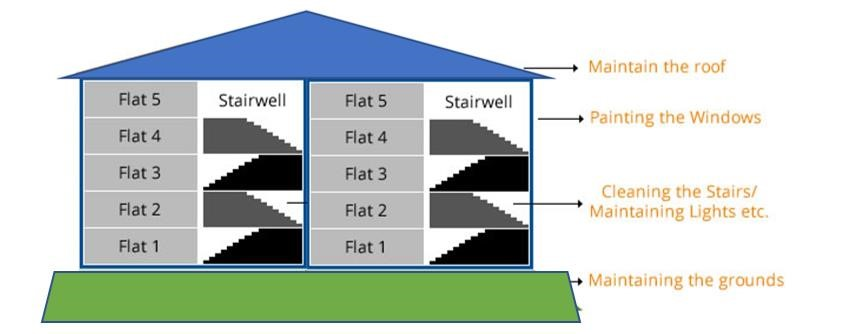 Maintain the roof
Flat 5 Stairwell Flat 5 Stairwell
Painting the Windows
Flat 4 Flat 4
Flat 3 Flat 3
Cleaning the Stairs/
Maintaining Lights etc.
Flat 2 Flat 2
Flat 1 Flat 1
Maintaining the grounds